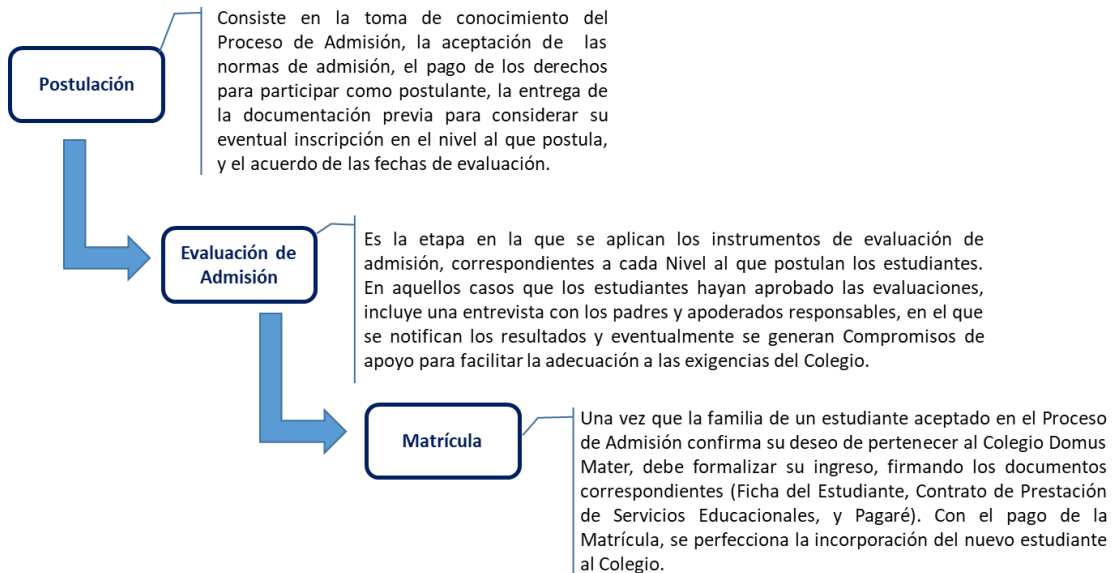 Postulación
Consiste en la toma de conocimiento del
Proceso de Admisión, la aceptación de las
normas de admisión, el pago de los derechos
para participar como postulante, la entrega de
la documentación previa para considerar su
eventual inscripción en el nivel al que postula,
y el acuerdo de las fechas de evaluación.
Evaluación de
Admisión
Es la etapa en la que se aplican los instrumentos de evaluación de
admisión, correspondientes a cada Nivel al que postulan los estudiantes.
En aquellos casos que los estudiantes hayan aprobado las evaluaciones,
incluye una entrevista con los padres y apoderados responsables, en el que
se notifican los resultados y eventualmente se generan Compromisos de
apoyo para facilitar la adecuación a las exigencias del Colegio.
Matrícula
Una vez que la familia de un estudiante aceptado en el Proceso
de Admisión confirma su deseo de pertenecer al Colegio Domus
Mater, debe formalizar su ingreso, firmando los documentos
correspondientes (Ficha del Estudiante, Contrato de Prestación
de Servicios Educacionales, y Pagaré). Con el pago de la
Matrícula, se perfecciona la incorporación del nuevo estudiante
al Colegio.